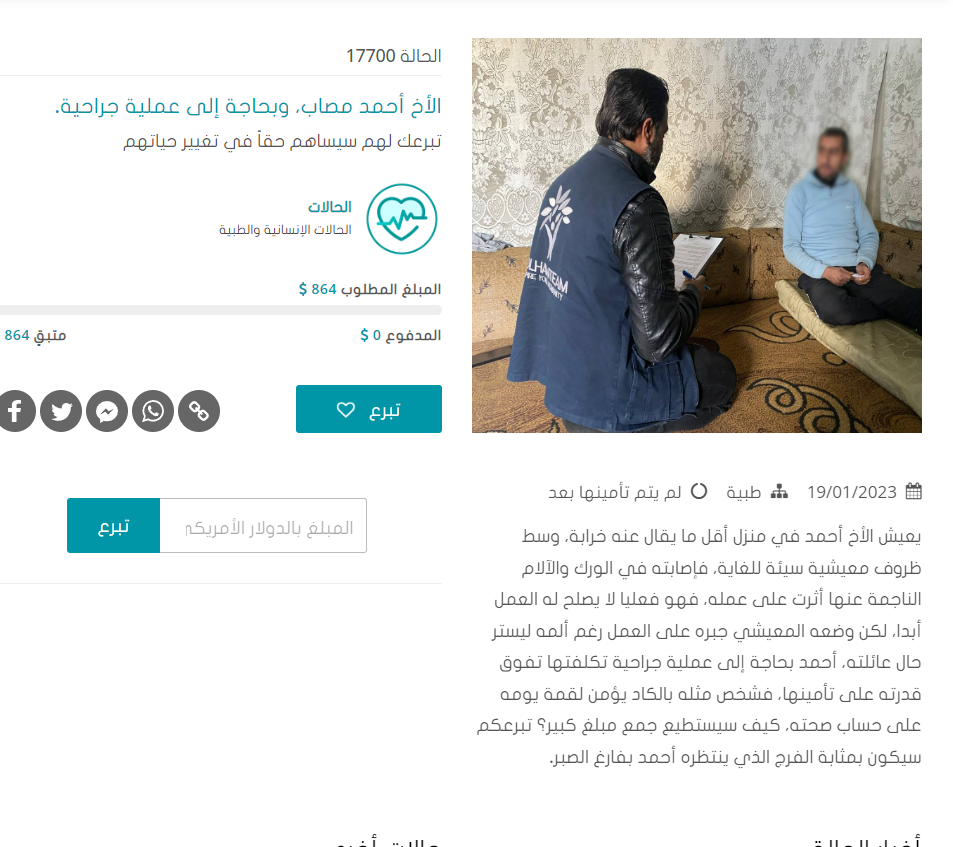 الحالة 17700
الأخ أحمد مصاب، وبحاجة إلى عملية جراحية.
تبرعك لهم سيساهم حقاً في تغيير حياتهم
الحالات
الحالات الإنسانية والطبية
المبلغ المطلوب 864 $
المدفوع 0 $
متبقٍ 864
تبرع
المبلغ بالدولار الأمريكي
تبرع
19/01/2023
طبية
لم يتم تأمينها بعد
يعيش الأخ أحمد في منزل أقل ما يقال عنه خرابة، وسط
ظروف معيشية سيئة للغاية، فإصابته في الورك والآلام
الناجمة عنها أثرت على عمله، فهو فعليا لا يصلح له العمل
أبدا، لكن وضعه المعيشي جبره على العمل رغم ألمه ليستر
حال عائلته، أحمد بحاجة إلى عملية جراحية تكلفتها تفوق
قدرته على تأمينها، فشخص مثله بالكاد يؤمن لقمة يومه
على حساب صحته، كيف سيستطيع جمع مبلغ كبير؟ تبرعكم
سيكون بمثابة الفرج الذي ينتظره أحمد بفارغ الصبر.